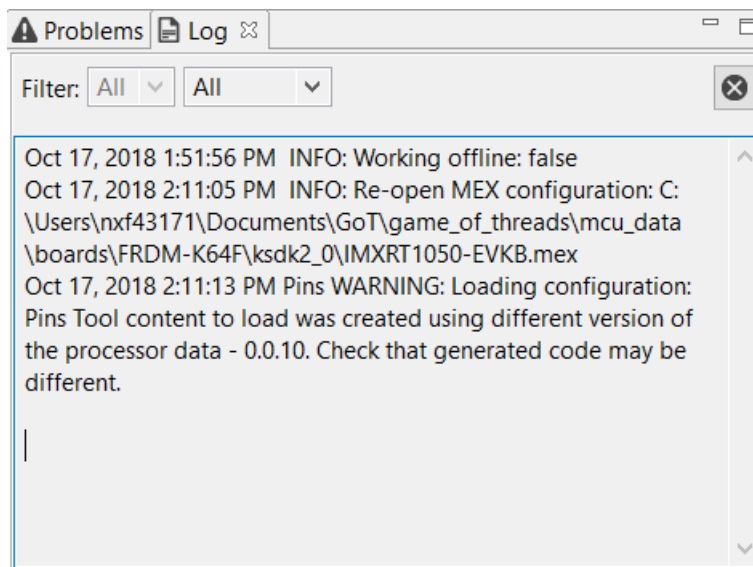 Problems Log
Filter: All All
Oct 17, 2018 1:51:56 PM  INFO: Working offline: false
Oct 17, 2018 2:11:05 PM  INFO: Re-open MEX configuration: C:
\Users\nxf43171\Documents\GoT\game_of_threads\mcu_data
\boards\FRDM-K64F\ksdk2_0\IMXRT1050-EVKB.mex
Oct 17, 2018 2:11:13 PM Pins WARNING: Loading configuration:
Pins Tool content to load was created using different version of
the processor data - 0.0.10. Check that generated code may be
different.